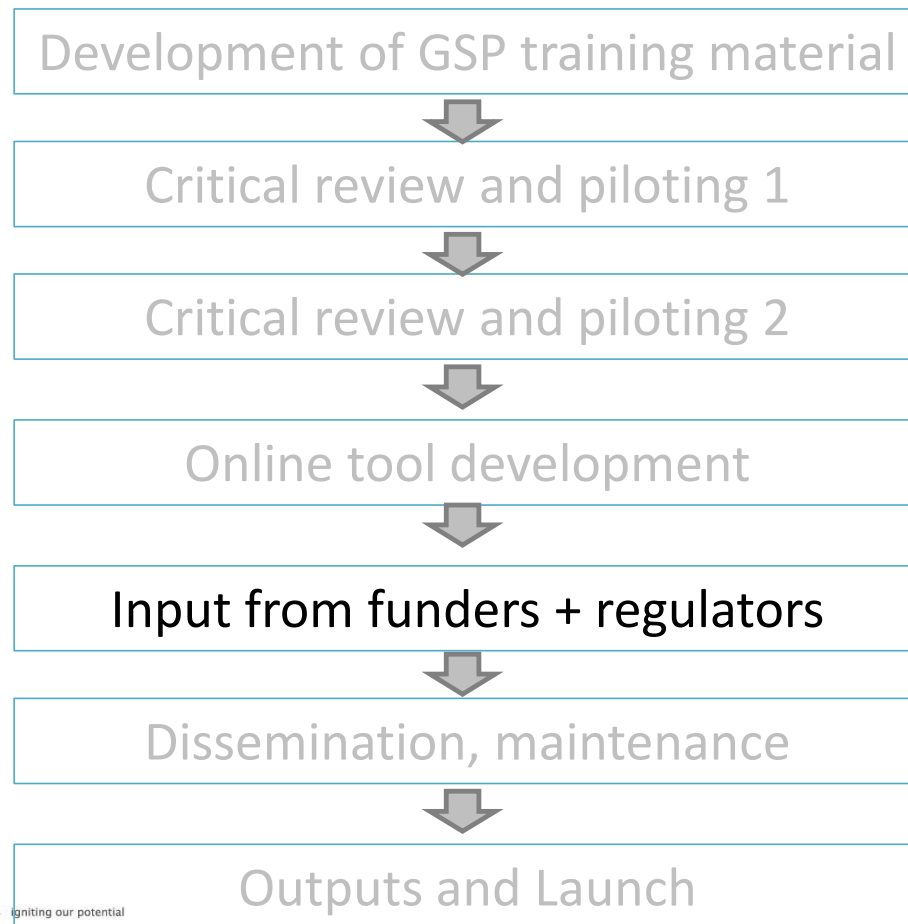 Development of GSP training material
Critical review and piloting 1
Critical review and piloting 2
Online tool development
Input from funders + regulators
Dissemination, maintenance
Outputs and Launch
igniting our potential